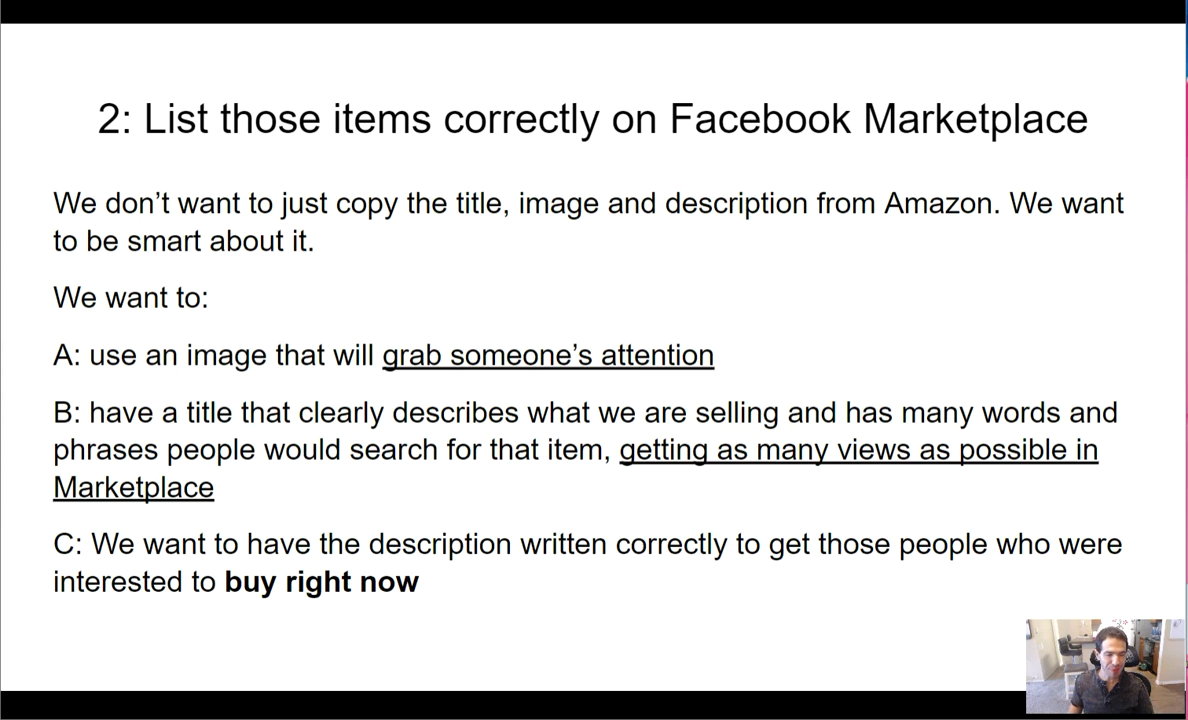 2: List those items correctly on Facebook Marketplace
We don’t want to just copy the title, image and description from Amazon. We want
to be smart about it.
We want to:
A: use an image that will grab someone’s attention
B: have a title that clearly describes what we are selling and has many words and
phrases people would search for that item, getting as many views as possible in
Marketplace
C: We want to have the description written correctly to get those people who were
interested to buy right now